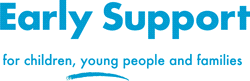 Early Support
for children, young people and families